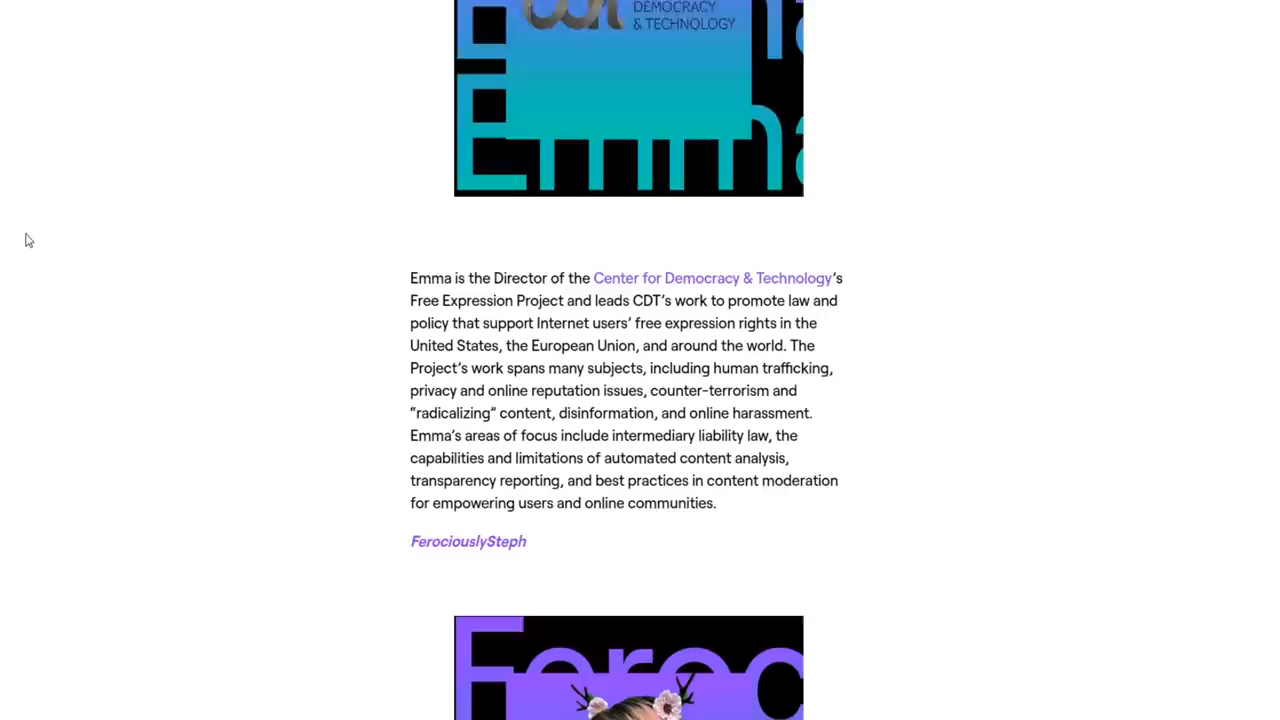 DEMOCRACY
& TECHNOLOGY
Emma
Emma is the Director of the Center for Democracy & Technology’s
Free Expression Project and leads CDT’s work to promote law and
policy that support Internet users’ free expression rights in the
United States, the European Union, and around the world. The
Project’s work spans many subjects, including human trafficking,
privacy and online reputation issues, counter-terrorism and
“radicalizing” content, disinformation, and online harassment.
Emma’s areas of focus include intermediary liability law, the
capabilities and limitations of automated content analysis,
transparency reporting, and best practices in content moderation
for empowering users and online communities.
FerociouslySteph
Feroc